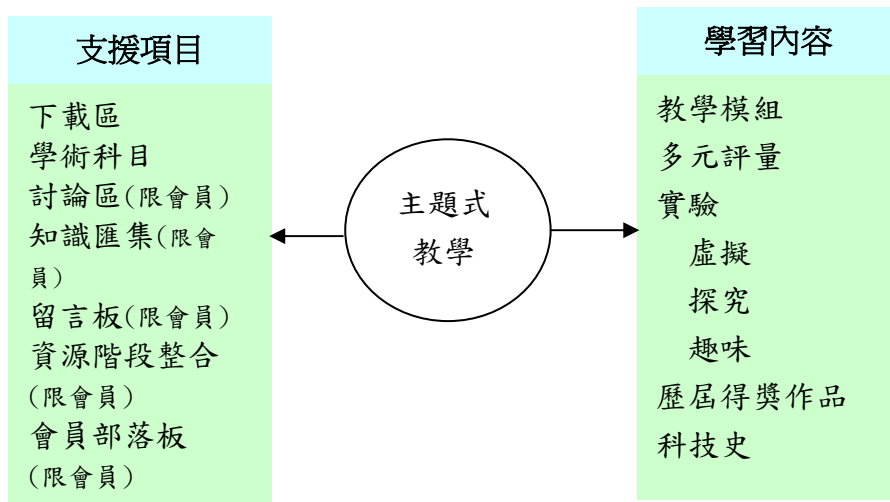 支援項目
下載區
學術科目
討論區(限會員)
知識匯集(限會
員)
留言板(限會員)
資源階段整合
(限會員)
會員部落板
(限會員)
主題式
教學
學習內容
教學模組
多元評量
實驗
虛擬
探究
趣味
歷屆得獎作品
科技史